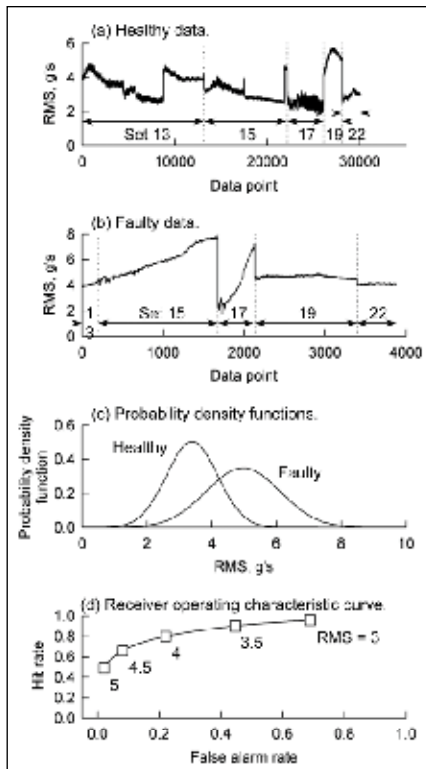 (a) Healthy data.
RMS, g's
6
4
2
0
Set 13
15
17
19
22
0
10000
20000
30000
Data point
(b) Faulty data.
RMS, g's
8
6
4
2
0
1
3
Set 15
17
19
22
0
1000
2000
3000
4000
Data point
(c) Probability density functions.
Probability density
function
0.6
0.4
0.2
0.0
Healthy
Faulty
0
2
4
6
8
10
RMS, g's
(d) Receiver operating characteristic curve.
Hit rate
1.0
0.8
0.6
0.4
0.2
0.0
5
4.5
4
3.5
RMS = 3
0.0
0.2
0.4
0.6
0.8
1.0
False alarm rate